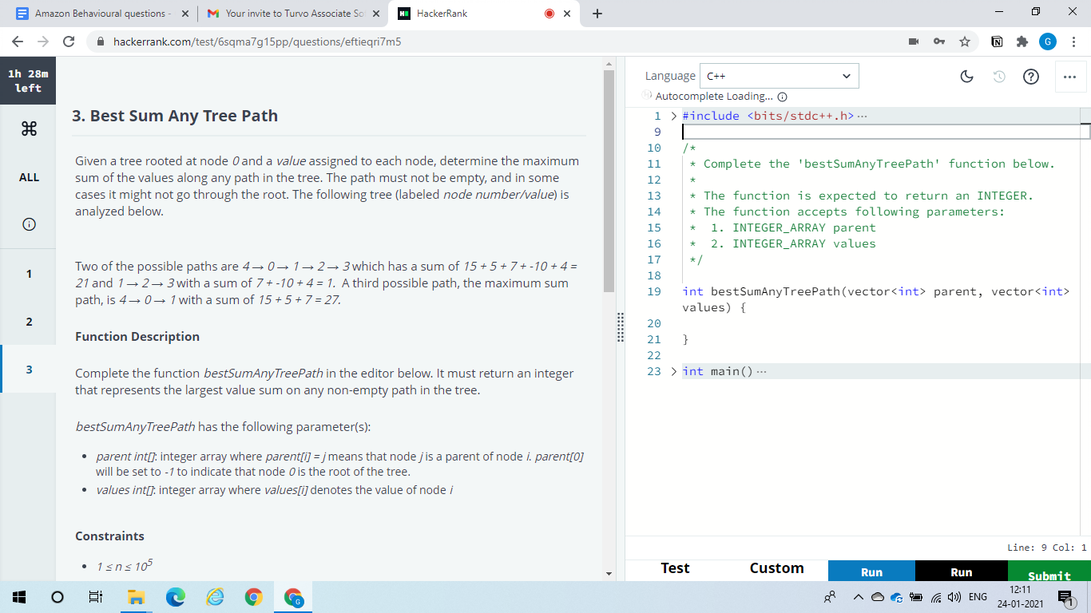 Amazon Behavioural questions -
Your invite to Turvo Associate So
HackerRank
hackerrank.com/test/6sqma7g15pp/questions/eftieqri7m5
G
1h 28m
left
ALL
1
2
3
3. Best Sum Any Tree Path
Given a tree rooted at node 0 and a value assigned to each node, determine the maximum
sum of the values along any path in the tree. The path must not be empty, and in some
cases it might not go through the root. The following tree (labeled node number/value) is
analyzed below.
Two of the possible paths are 4 → 0 → 1 → 2 → 3 which has a sum of 15 + 5 + 7 + -10 + 4 =
21 and 1 → 2 → 3 with a sum of 7 + -10 + 4 = 1. A third possible path, the maximum sum
path, is 4 → 0 → 1 with a sum of 15 + 5 + 7 = 27.
Function Description
Complete the function bestSumAnyTreePath in the editor below. It must return an integer
that represents the largest value sum on any non-empty path in the tree.
bestSumAnyTreePath has the following parameter(s):
• parent int[]: integer array where parent[i] = j means that node j is a parent of node i. parent[0]
will be set to -1 to indicate that node 0 is the root of the tree.
• values int[]: integer array where values[i] denotes the value of node i
Constraints
• 1 ≤ n ≤ 10⁵
Language C++
Autocomplete Loading...
1 > #include <bits/stdc++.h> ⋯
9
10 /*
11 * Complete the 'bestSumAnyTreePath' function below.
12 *
13 * The function is expected to return an INTEGER.
14 * The function accepts following parameters:
15 * 1. INTEGER_ARRAY parent
16 * 2. INTEGER_ARRAY values
17 */
18
19 int bestSumAnyTreePath(vector<int> parent, vector<int>
values) {
20
21 }
22
23 > int main() ⋯
Line: 9 Col: 1
Test Custom Run Run Submit
ENG
12:11
24-01-2021
1